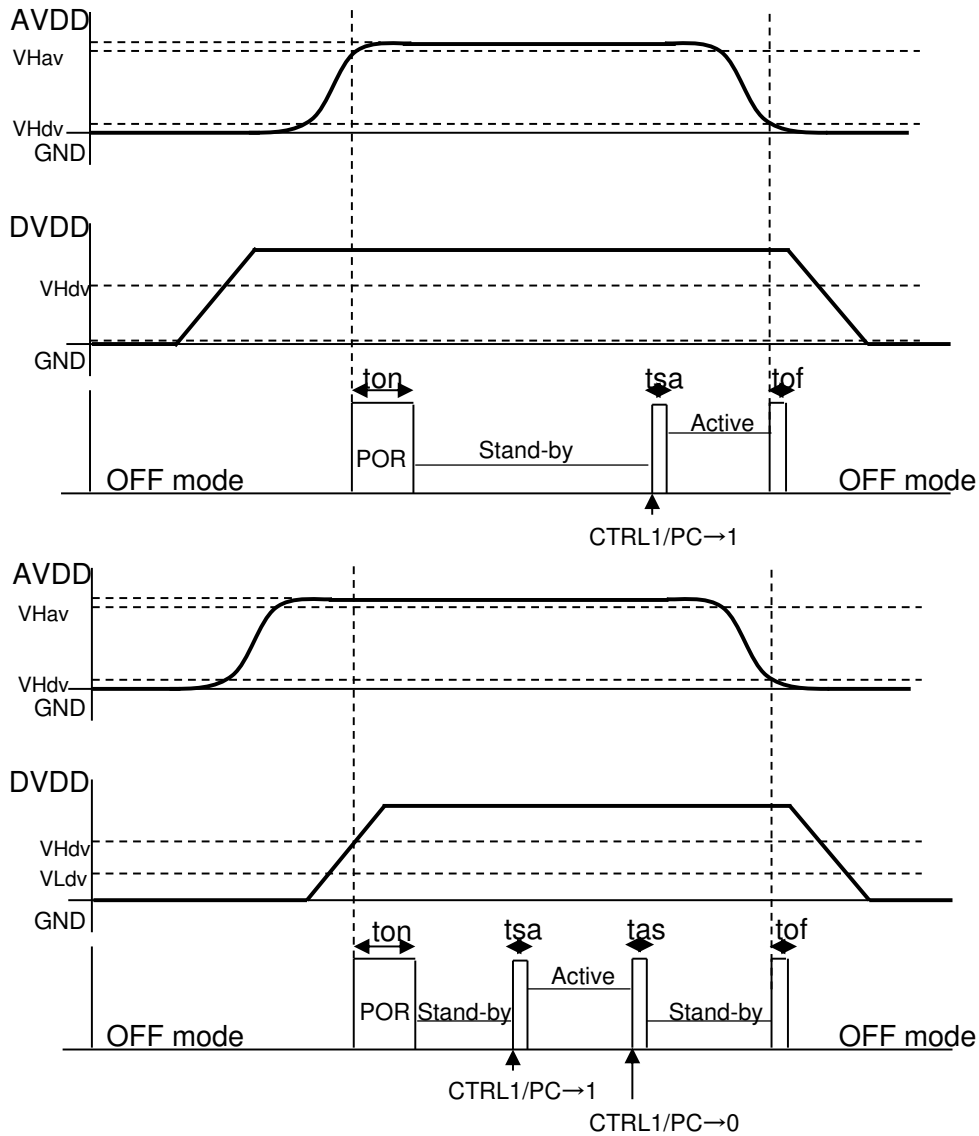 AVDD
VHav
VHdv
GND
DVDD
VHdv
GND
ton
tsa
tof
Active
Stand-by
POR
OFF mode
OFF mode
CTRL1/PC→1
AVDD
VHav
VHdv
GND
DVDD
VHdv
VLdv
GND
ton
tsa
tas
tof
Active
POR
Stand-by
Stand-by
OFF mode
OFF mode
CTRL1/PC→1
CTRL1/PC→0